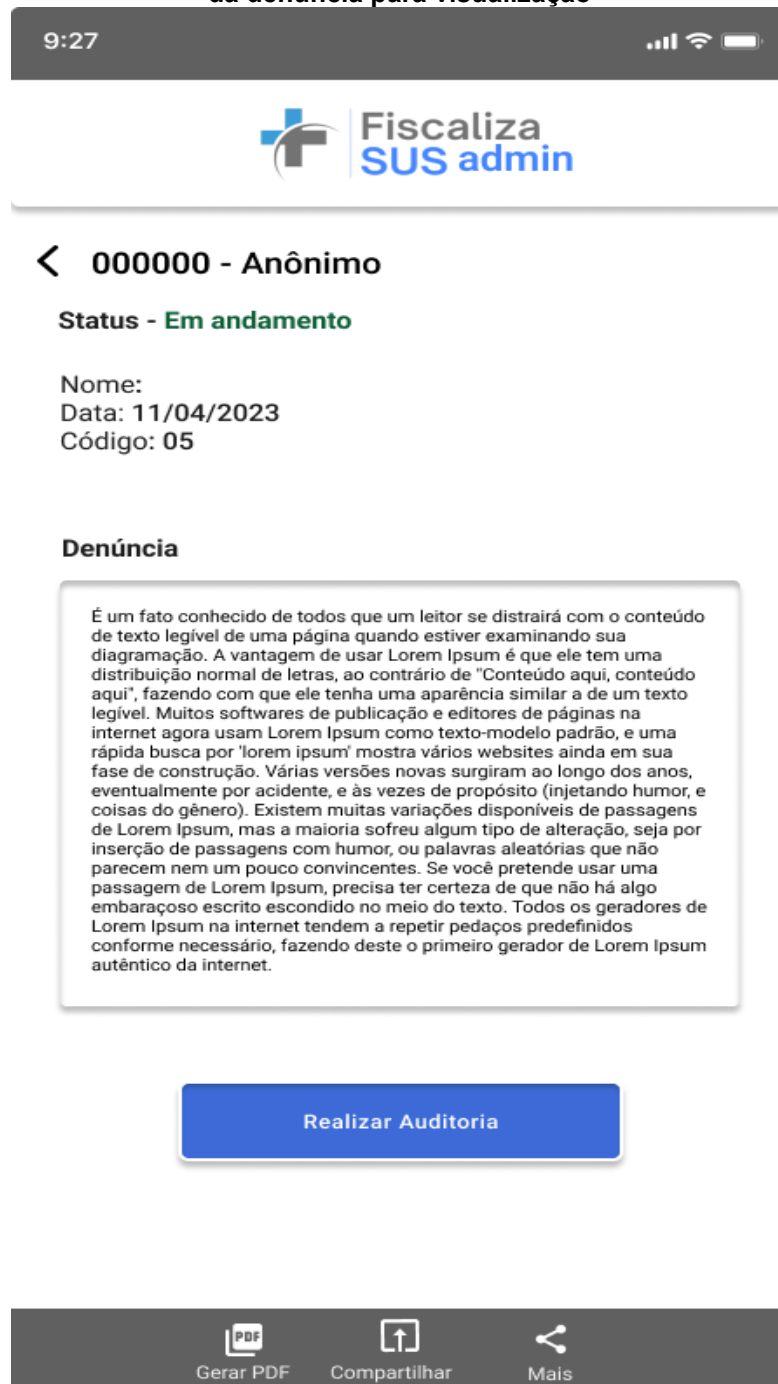 da denúncia para visualização
9:27
Fiscaliza
SUS admin
000000 - Anônimo
Status - Em andamento
Nome:
Data: 11/04/2023
Código: 05
Denúncia
É um fato conhecido de todos que um leitor se distrairá com o conteúdo
de texto legível de uma página quando estiver examinando sua
diagramação. A vantagem de usar Lorem Ipsum é que ele tem uma
distribuição normal de letras, ao contrário de "Conteúdo aqui, conteúdo
aqui", fazendo com que ele tenha uma aparência similar a de um texto
legível. Muitos softwares de publicação e editores de páginas na
internet agora usam Lorem Ipsum como texto-modelo padrão, e uma
rápida busca por 'lorem ipsum' mostra vários websites ainda em sua
fase de construção. Várias versões novas surgiram ao longo dos anos,
eventualmente por acidente, e às vezes de propósito (injetando humor, e
coisas do gênero). Existem muitas variações disponíveis de passagens
de Lorem Ipsum, mas a maioria sofreu algum tipo de alteração, seja por
inserção de passagens com humor, ou palavras aleatórias que não
parecem nem um pouco convincentes. Se você pretende usar uma
passagem de Lorem Ipsum, precisa ter certeza de que não há algo
embaraçoso escrito escondido no meio do texto. Todos os geradores de
Lorem Ipsum na internet tendem a repetir pedaços predefinidos
conforme necessário, fazendo deste o primeiro gerador de Lorem Ipsum
autêntico da internet.
Realizar Auditoria
PDF
Gerar PDF Compartilhar Mais